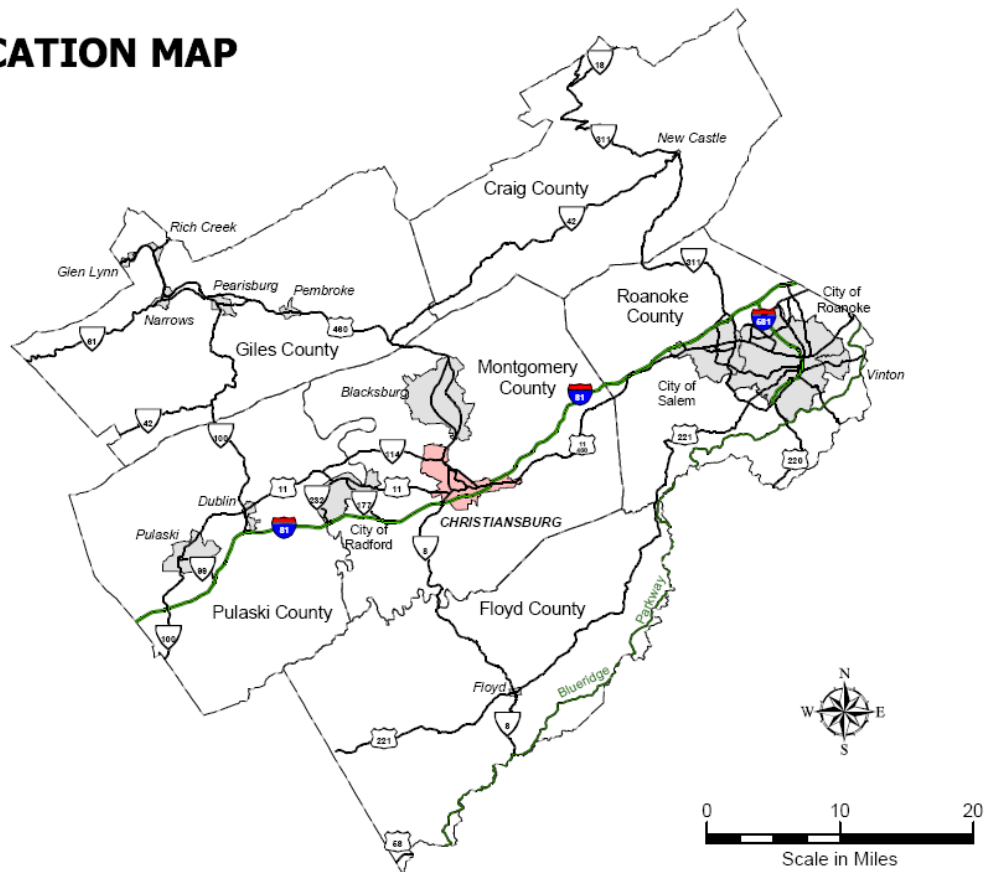 CATION MAP
18
311
New Castle
Craig County
42
Rich Creek
Glen Lynn
Pearisburg
Pembroke
Narrows
460
61
Giles County
311
Roanoke
County
City of
Roanoke
581
Montgomery
County
Vinton
City of
Salem
Blacksburg
81
42
100
114
11
460
221
220
11
232
177
11
Dublin
CHRISTIANSBURG
City of
Radford
81
Pulaski
99
8
Pulaski County
100
Floyd County
Blueridge
Parkway
Floyd
8
221
58
N
W
E
S
0
10
20
Scale in Miles